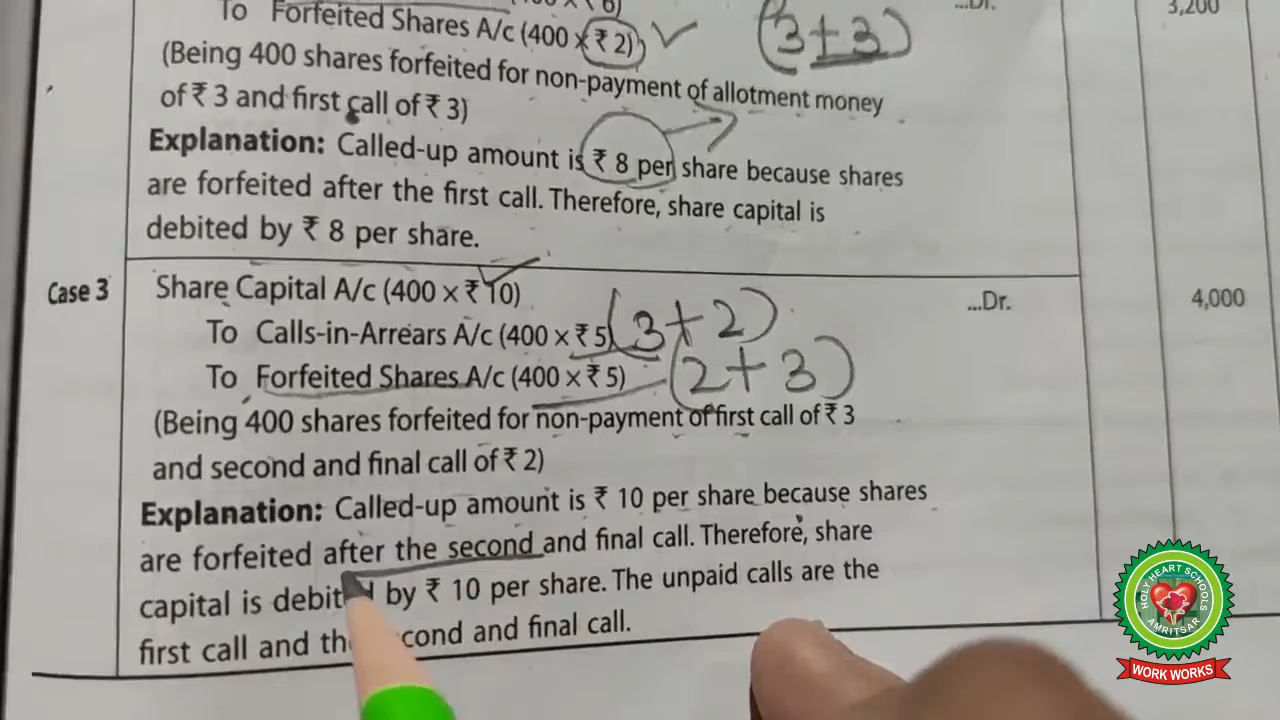 To Forfeited Shares A/c (400 × ₹ 2) (3+3)
...Dr. 3,200
(Being 400 shares forfeited for non-payment of allotment money
of ₹ 3 and first call of ₹ 3)
Explanation: Called-up amount is ₹ 8 per share because shares
are forfeited after the first call. Therefore, share capital is
debited by ₹ 8 per share.
Case 3 Share Capital A/c (400 × ₹ 10) ...Dr. 4,000
To Calls-in-Arrears A/c (400 × ₹ 5) (3+2)
To Forfeited Shares A/c (400 × ₹ 5) (2+3)
(Being 400 shares forfeited for non-payment of first call of ₹ 3
and second and final call of ₹ 2)
Explanation: Called-up amount is ₹ 10 per share because shares
are forfeited after the second and final call. Therefore, share
capital is by ₹ 10 per share. The unpaid calls are the
first call and and final call.
HOLY HEART SCHOOLS
AMRITSAR
WORK WORKS